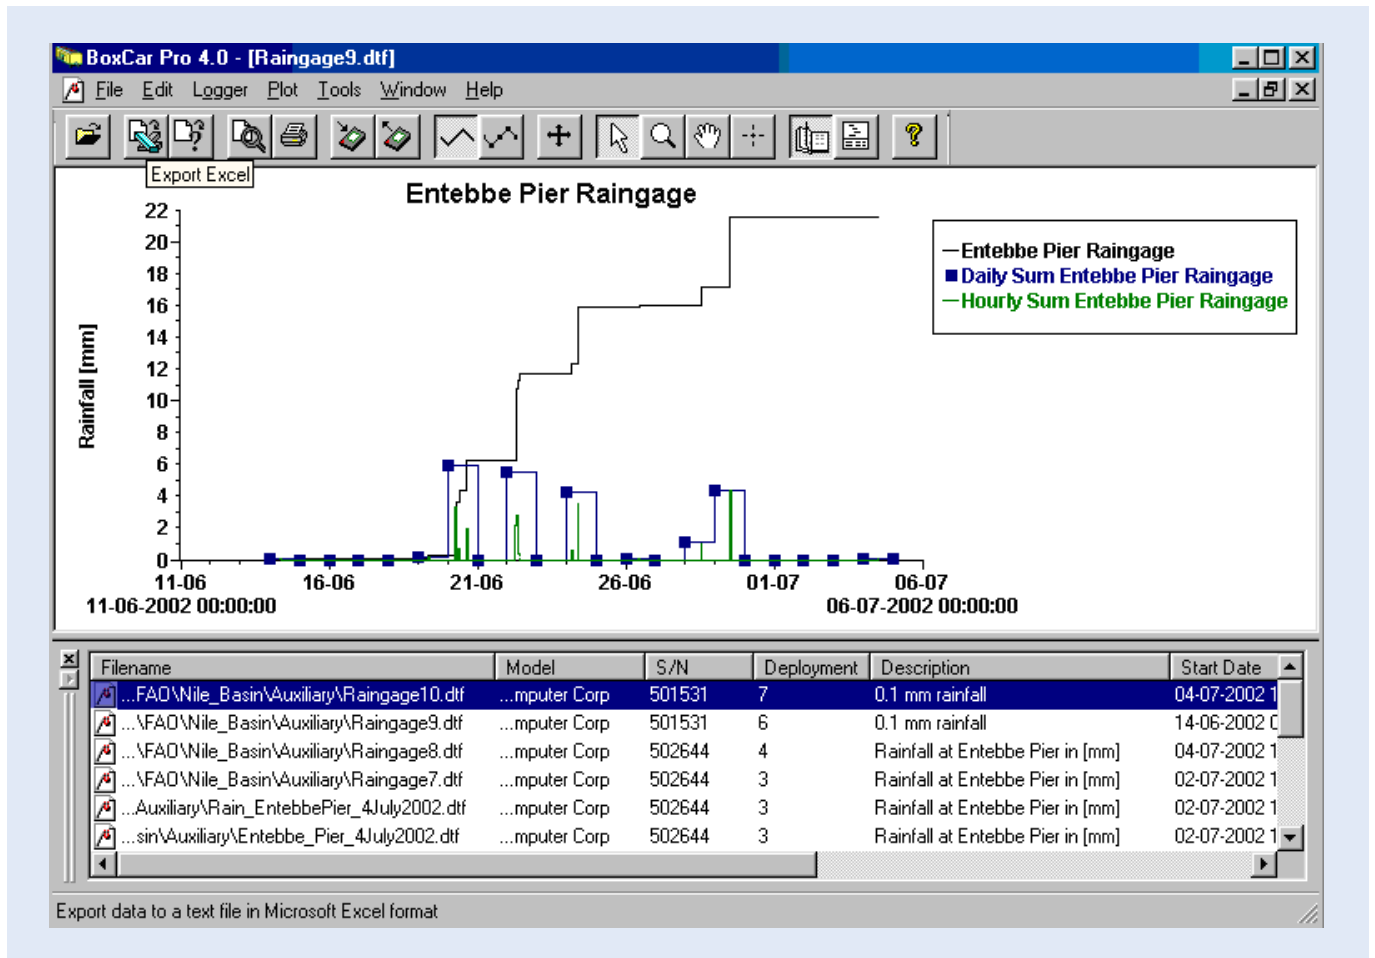 BoxCar Pro 4.0 - [Raingage9.dtf]
File Edit Logger Plot Tools Window Help
Export Excel
Entebbe Pier Raingage
22
20
18
16
14
12
10
8
6
4
2
0
Rainfall [mm]
11-06 16-06 21-06 26-06 01-07 06-07
11-06-2002 00:00:00 06-07-2002 00:00:00
Entebbe Pier Raingage
Daily Sum Entebbe Pier Raingage
Hourly Sum Entebbe Pier Raingage
Filename Model S/N Deployment Description Start Date
...FAO\Nile_Basin\Auxiliary\Raingage10.dtf ...mputer Corp 501531 7 0.1 mm rainfall 04-07-2002 1
...\FAO\Nile_Basin\Auxiliary\Raingage9.dtf ...mputer Corp 501531 6 0.1 mm rainfall 14-06-2002 0
...\FAO\Nile_Basin\Auxiliary\Raingage8.dtf ...mputer Corp 502644 4 Rainfall at Entebbe Pier in [mm] 04-07-2002 1
...\FAO\Nile_Basin\Auxiliary\Raingage7.dtf ...mputer Corp 502644 3 Rainfall at Entebbe Pier in [mm] 02-07-2002 1
...Auxiliary\Rain_EntebbePier_4July2002.dtf ...mputer Corp 502644 3 Rainfall at Entebbe Pier in [mm] 02-07-2002 1
...sin\Auxiliary\Entebbe_Pier_4July2002.dtf ...mputer Corp 502644 3 Rainfall at Entebbe Pier in [mm] 02-07-2002 1
Export data to a text file in Microsoft Excel format